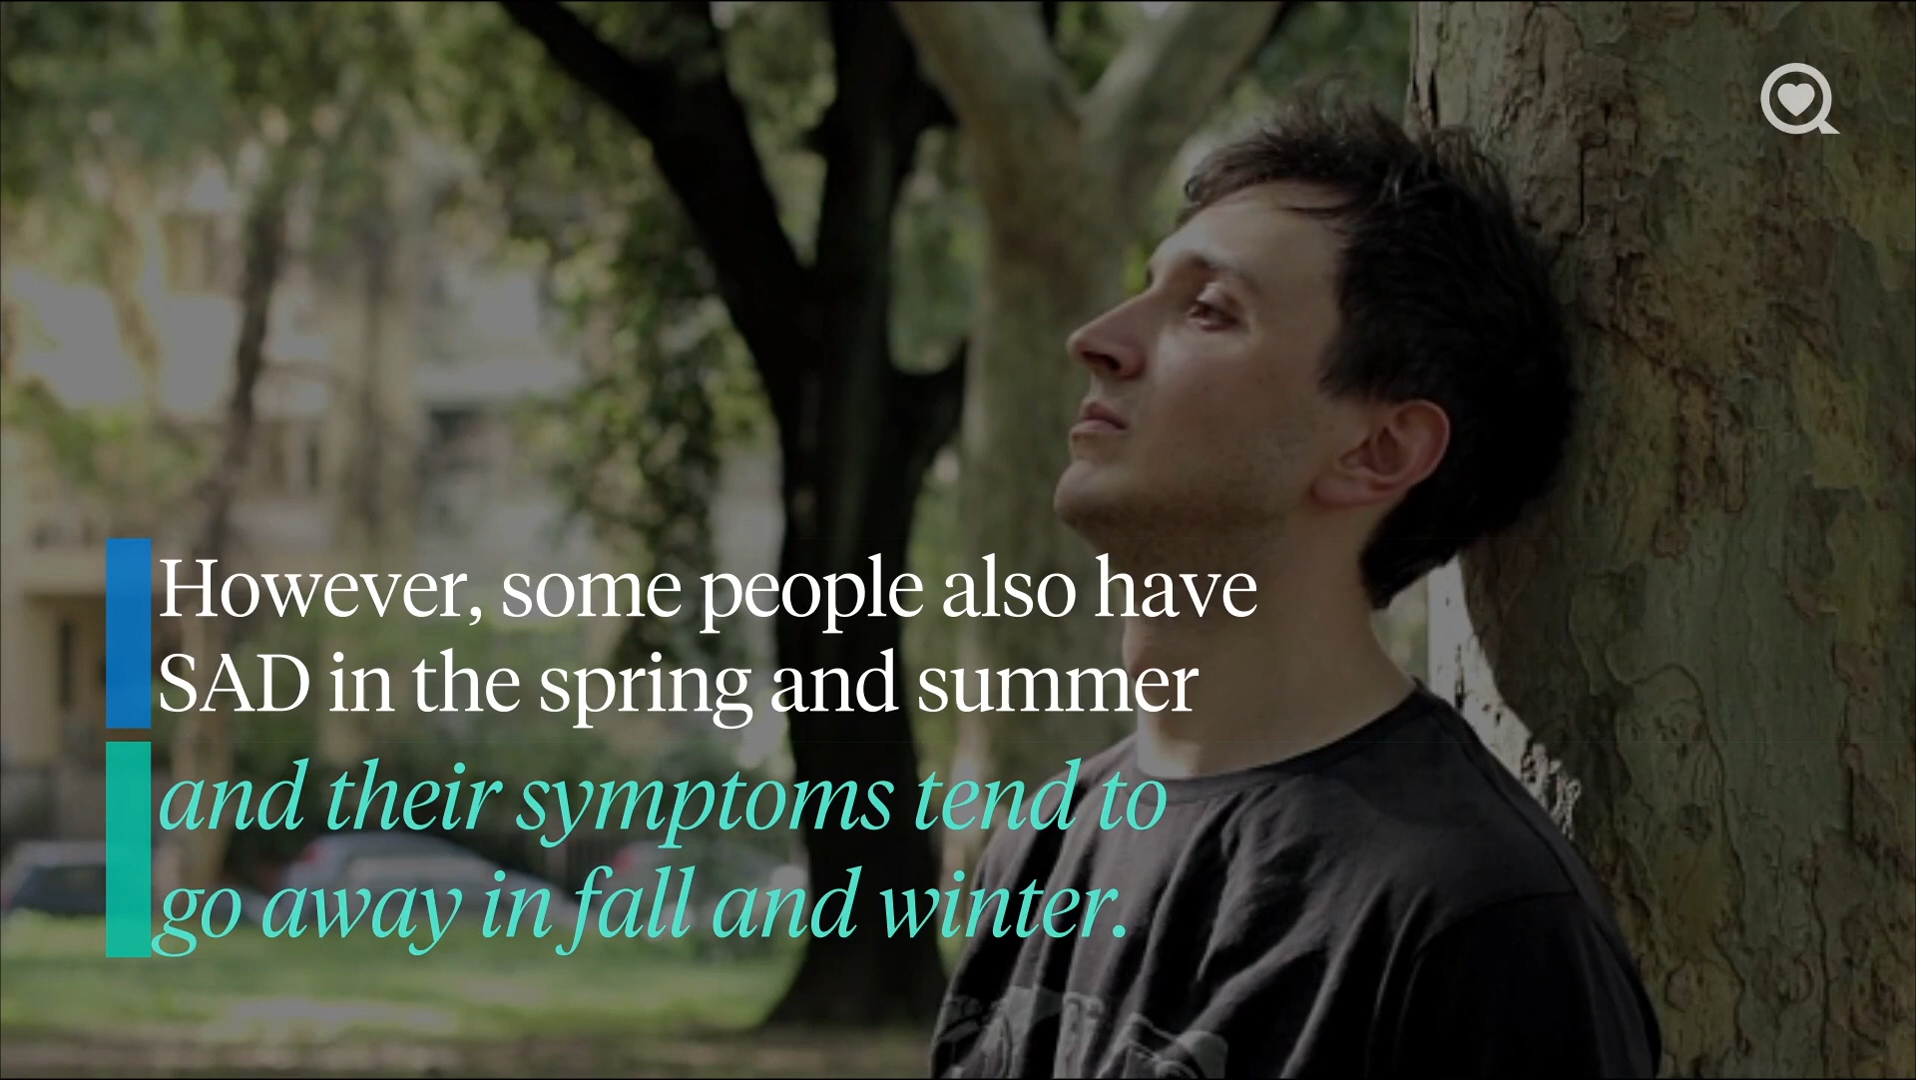 However, some people also have
SAD in the spring and summer
and their symptoms tend to
go away in fall and winter.